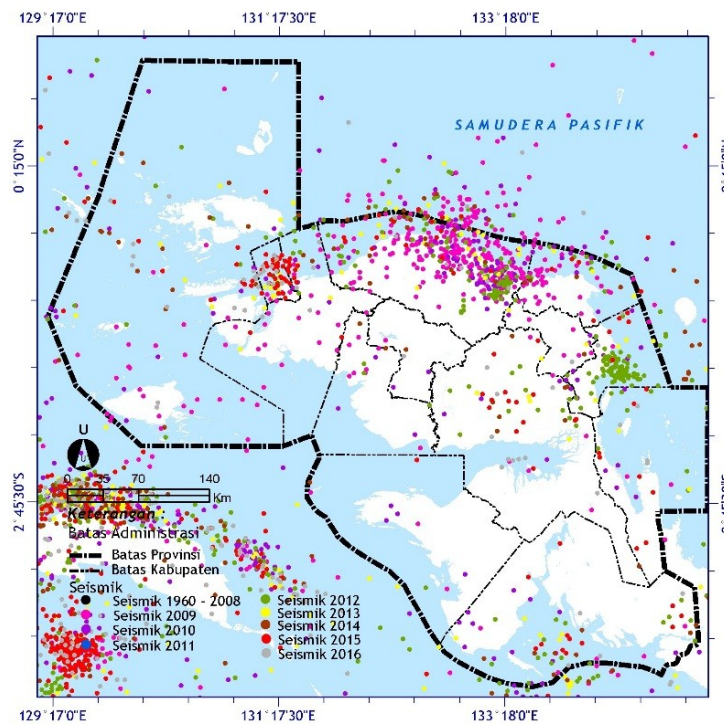 129°17'0"E 131°17'30"E 133°18'0"E
SAMUDERA PASIFIK
0°15'0"N
U
0 35 70 140
Km
2°45'30"S
Keterangan :
Batas Administrasi
Batas Provinsi
Batas Kabupaten
Seismik
Seismik 1960 - 2008
Seismik 2009
Seismik 2010
Seismik 2011
Seismik 2012
Seismik 2013
Seismik 2014
Seismik 2015
Seismik 2016
129°17'0"E 131°17'30"E 133°18'0"E